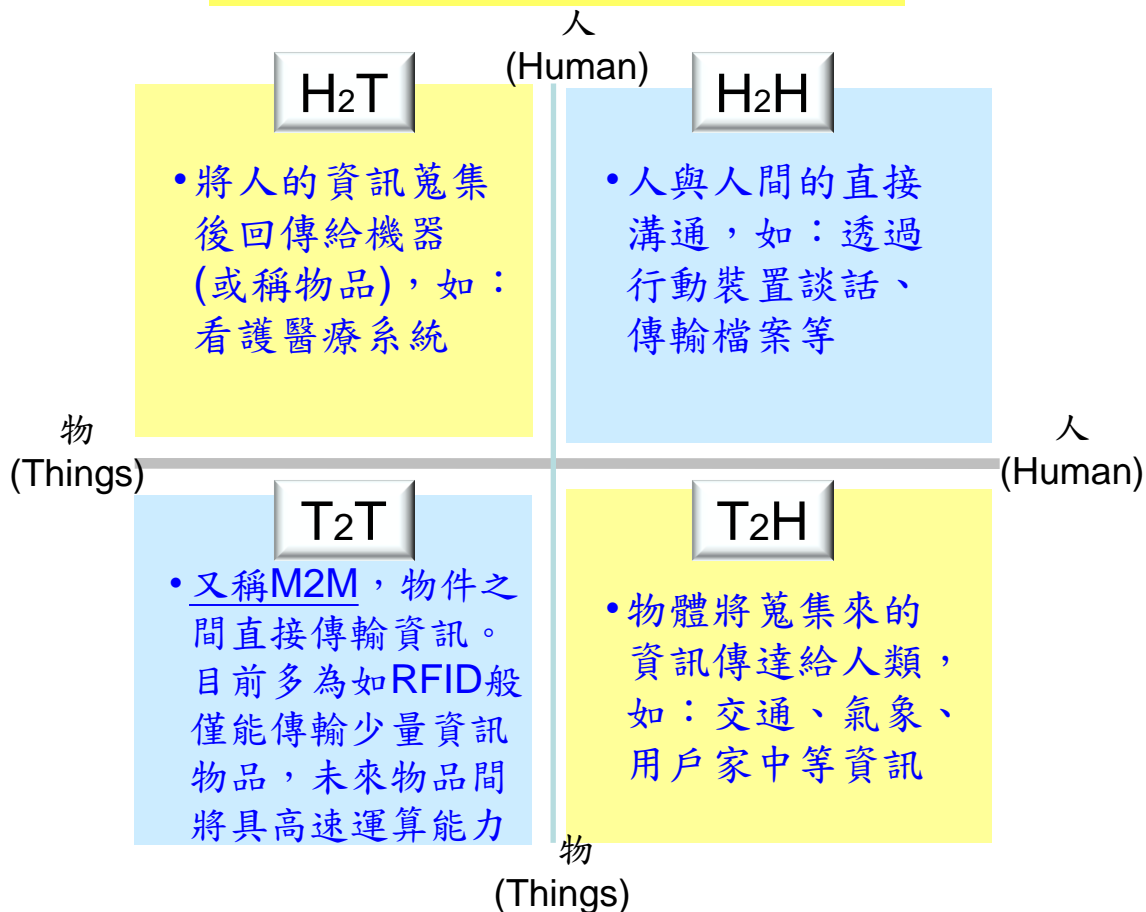 人
(Human)
H2T
將人的資訊蒐集
後回傳給機器
(或稱物品)，如：
看護醫療系統
H2H
人與人間的直接
溝通，如：透過
行動裝置談話、
傳輸檔案等
物
(Things)
人
(Human)
T2T
又稱M2M，物件之
間直接傳輸資訊。
目前多為如RFID般
僅能傳輸少量資訊
物品，未來物品間
將具高速運算能力
T2H
物體將蒐集來的
資訊傳達給人類，
如：交通、氣象、
用戶家中等資訊
物
(Things)